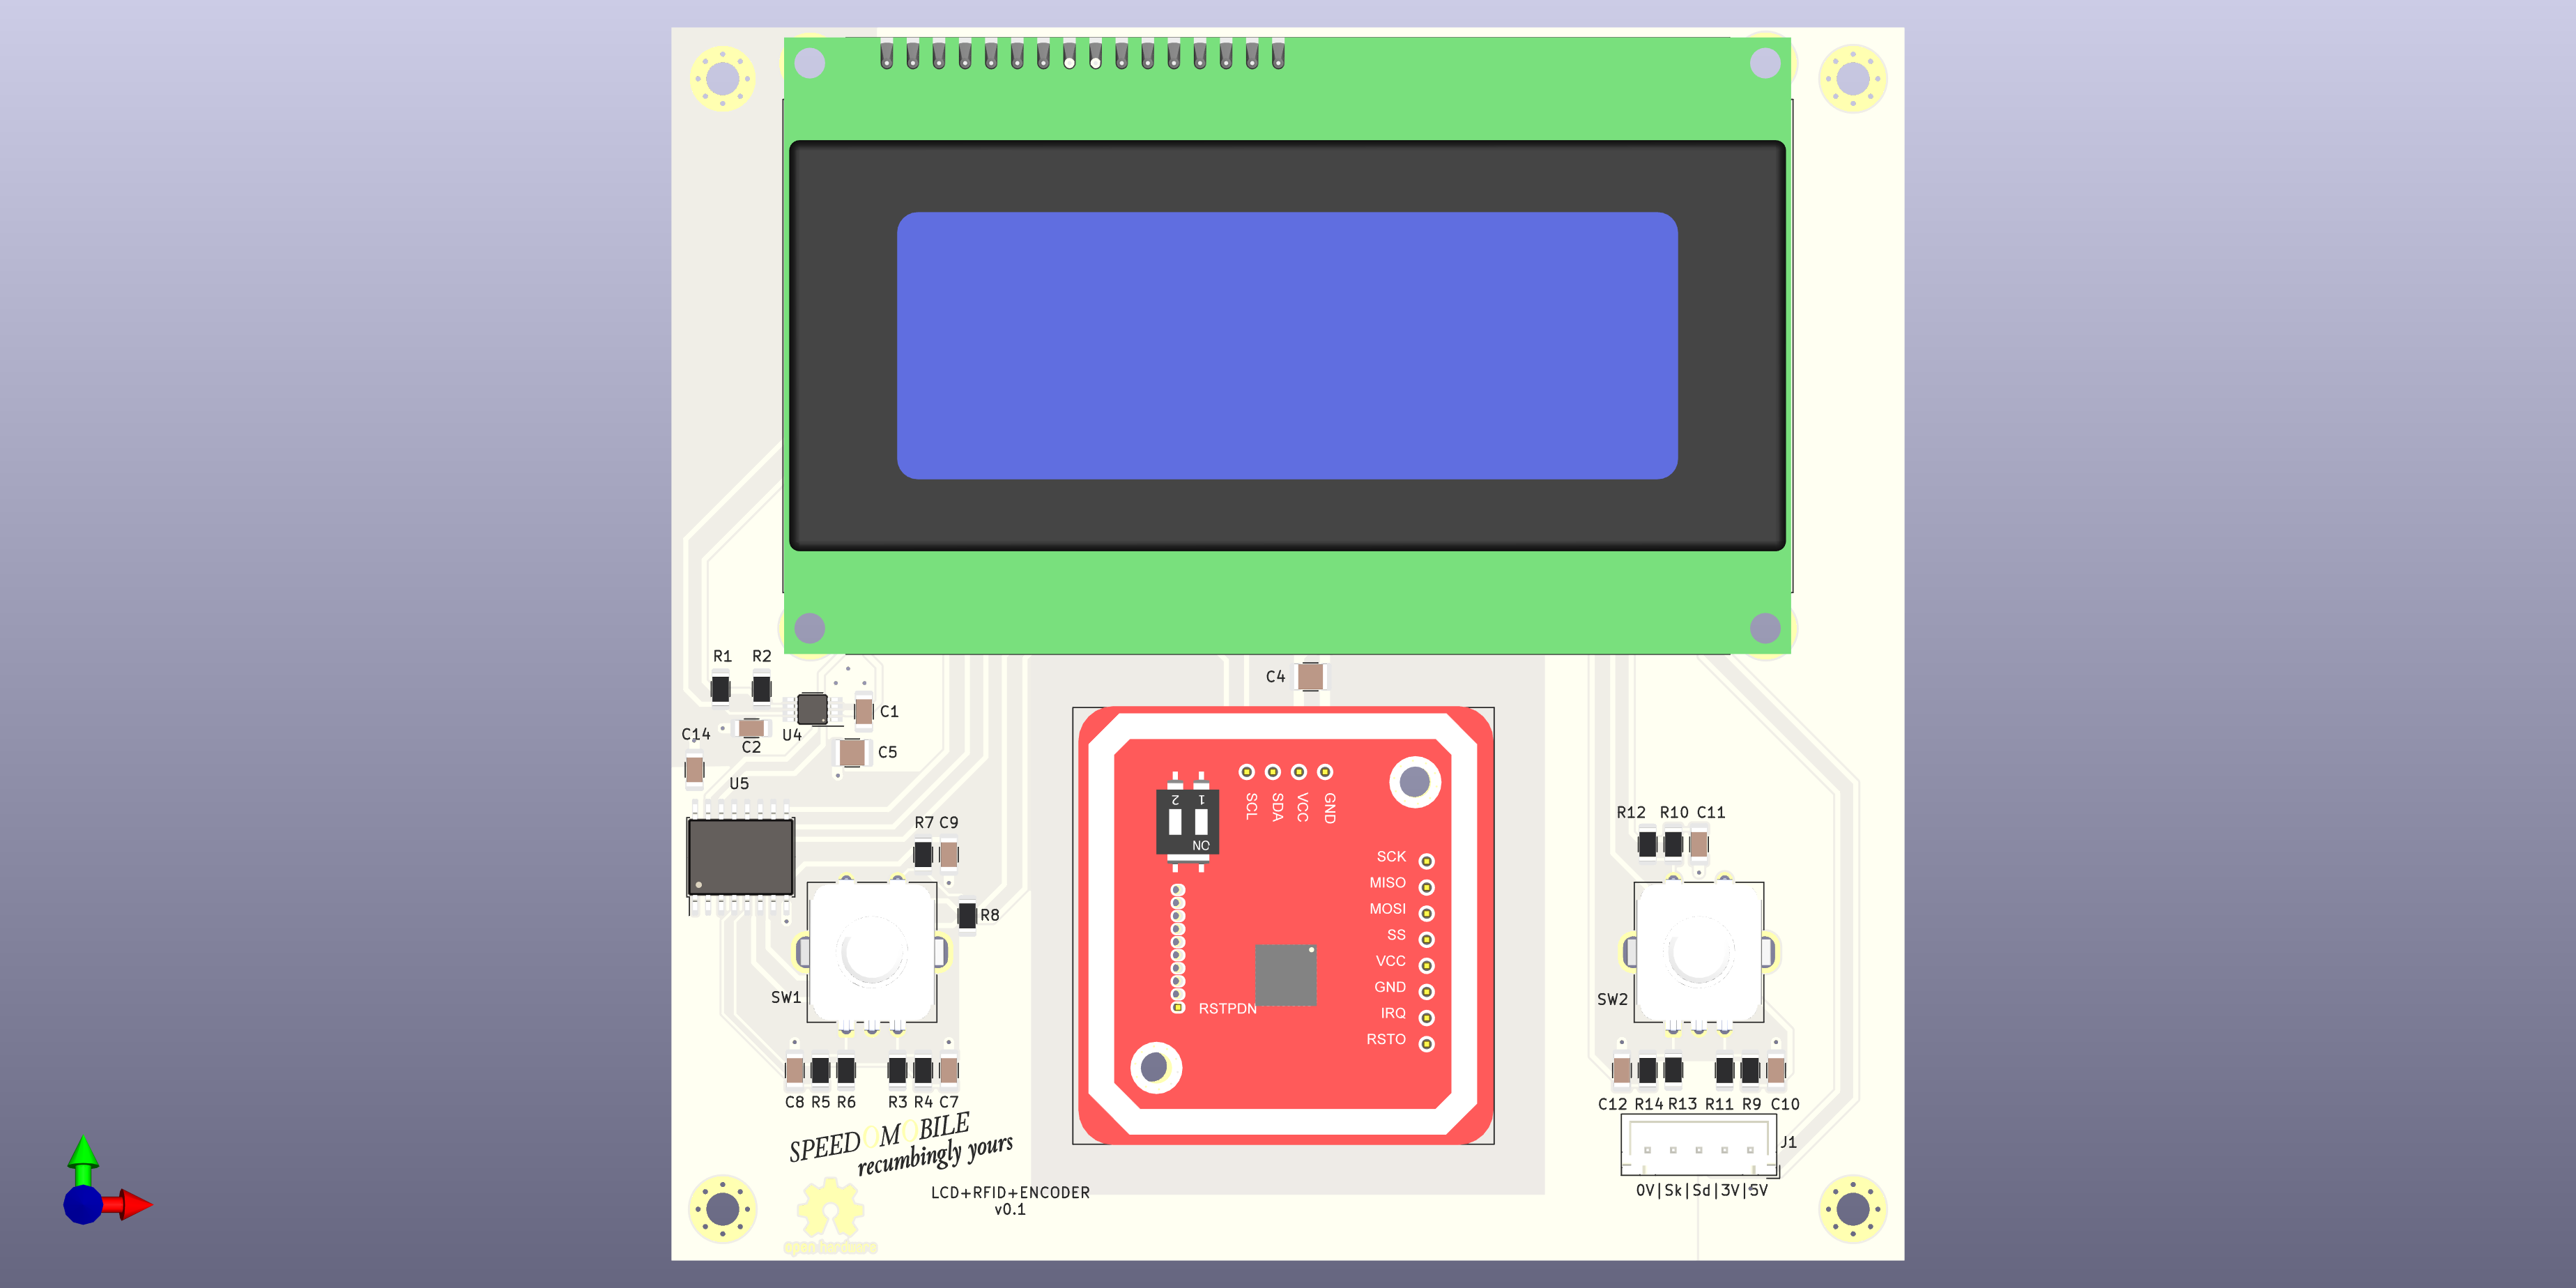 R1 R2
C4
C1
C14
U4
C2
C5
U5
2 1
ON
SCL
SDA
VCC
GND
R12 R10 C11
R7 C9
SCK
MISO
MOSI
R8
SS
VCC
GND
SW1
SW2
RSTPDN
IRQ
RSTO
C8 R5 R6 R3 R4 C7
C12 R14 R13 R11 R9 C10
SPEEDOMOBILE
recumbingly yours
J1
LCD+RFID+ENCODER
v0.1
0V|Sk|Sd|3V|5V
open hardware